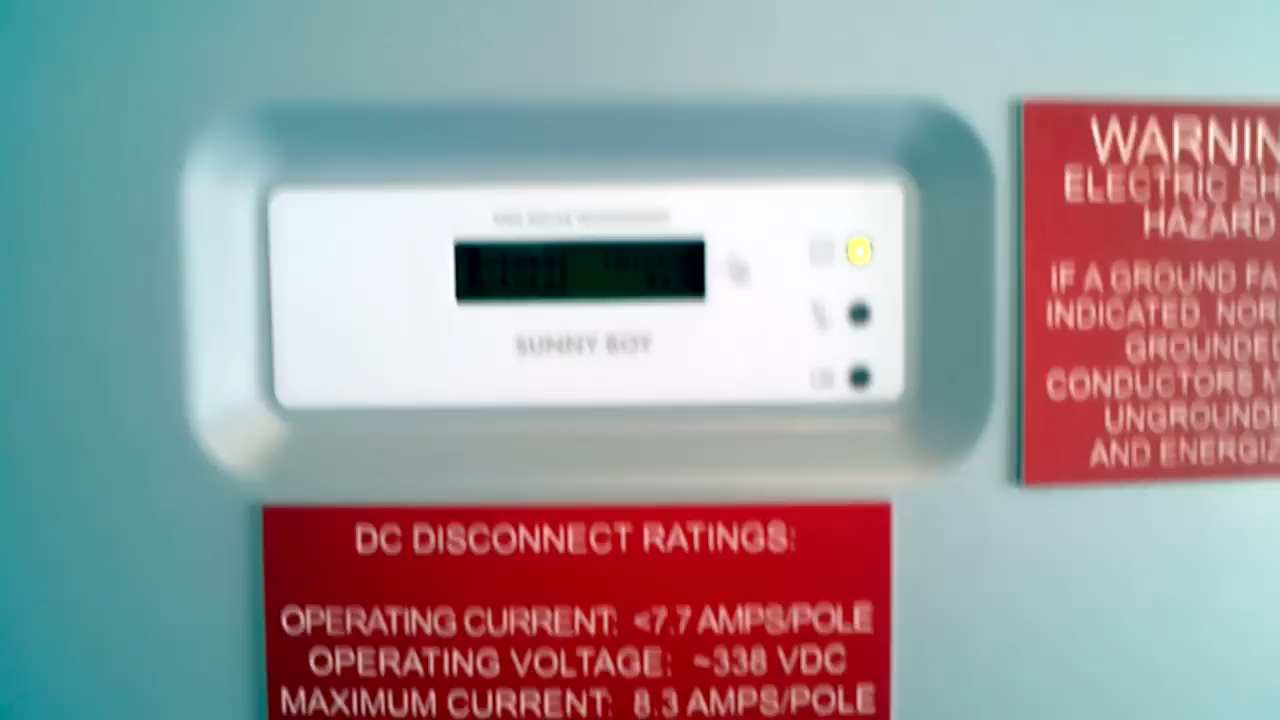 SUNNY BOY
WARNIN
ELECTRIC SH
HAZARD
IF A GROUND FA
INDICATED, NOR
GROUNDED
CONDUCTORS M
UNGROUNDE
AND ENERGIZ
DC DISCONNECT RATINGS:
OPERATING CURRENT: <7.7 AMPS/POLE
OPERATING VOLTAGE: ~338 VDC
MAXIMUM CURRENT: 8.3 AMPS/POLE